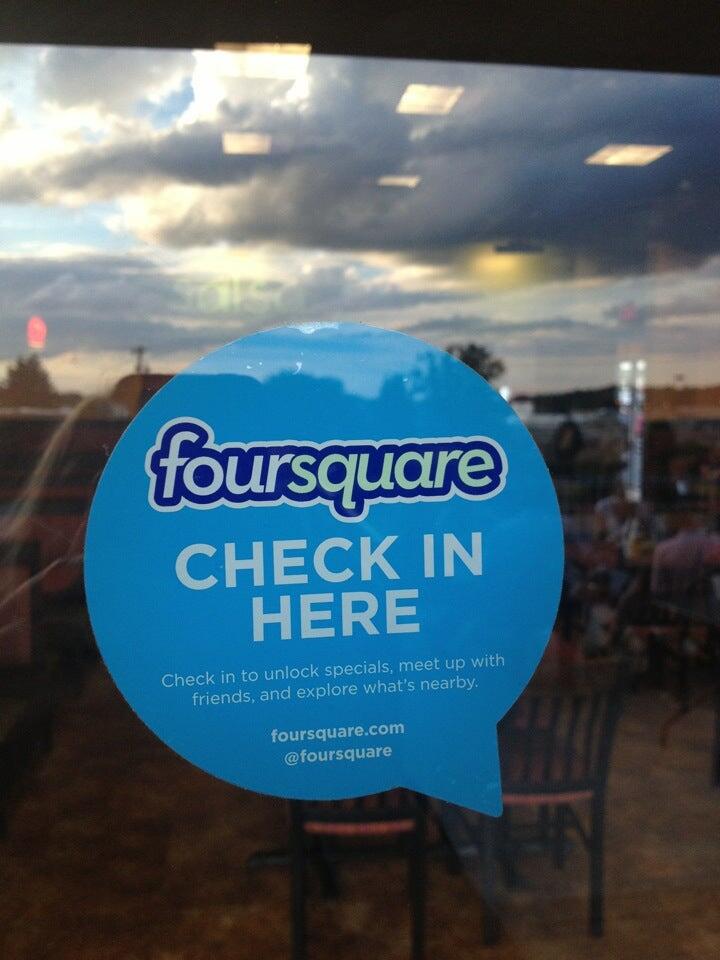 foursquare
CHECK IN
HERE
Check in to unlock specials, meet up with
friends, and explore what's nearby.
foursquare.com
@foursquare